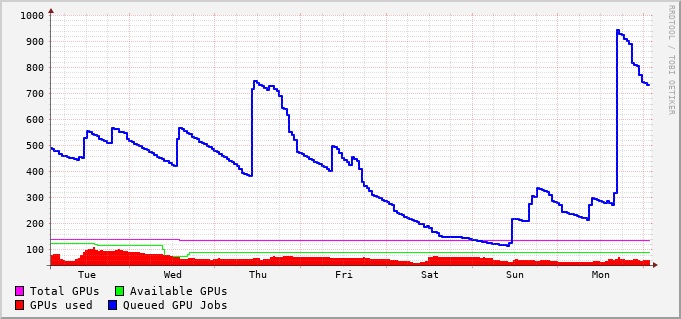 1000
900
800
700
600
500
400
300
200
100
Tue Wed Thu Fri Sat Sun Mon
Total GPUs Available GPUs
GPUs used Queued GPU Jobs
RRDTOOL / TOBI OETIKER